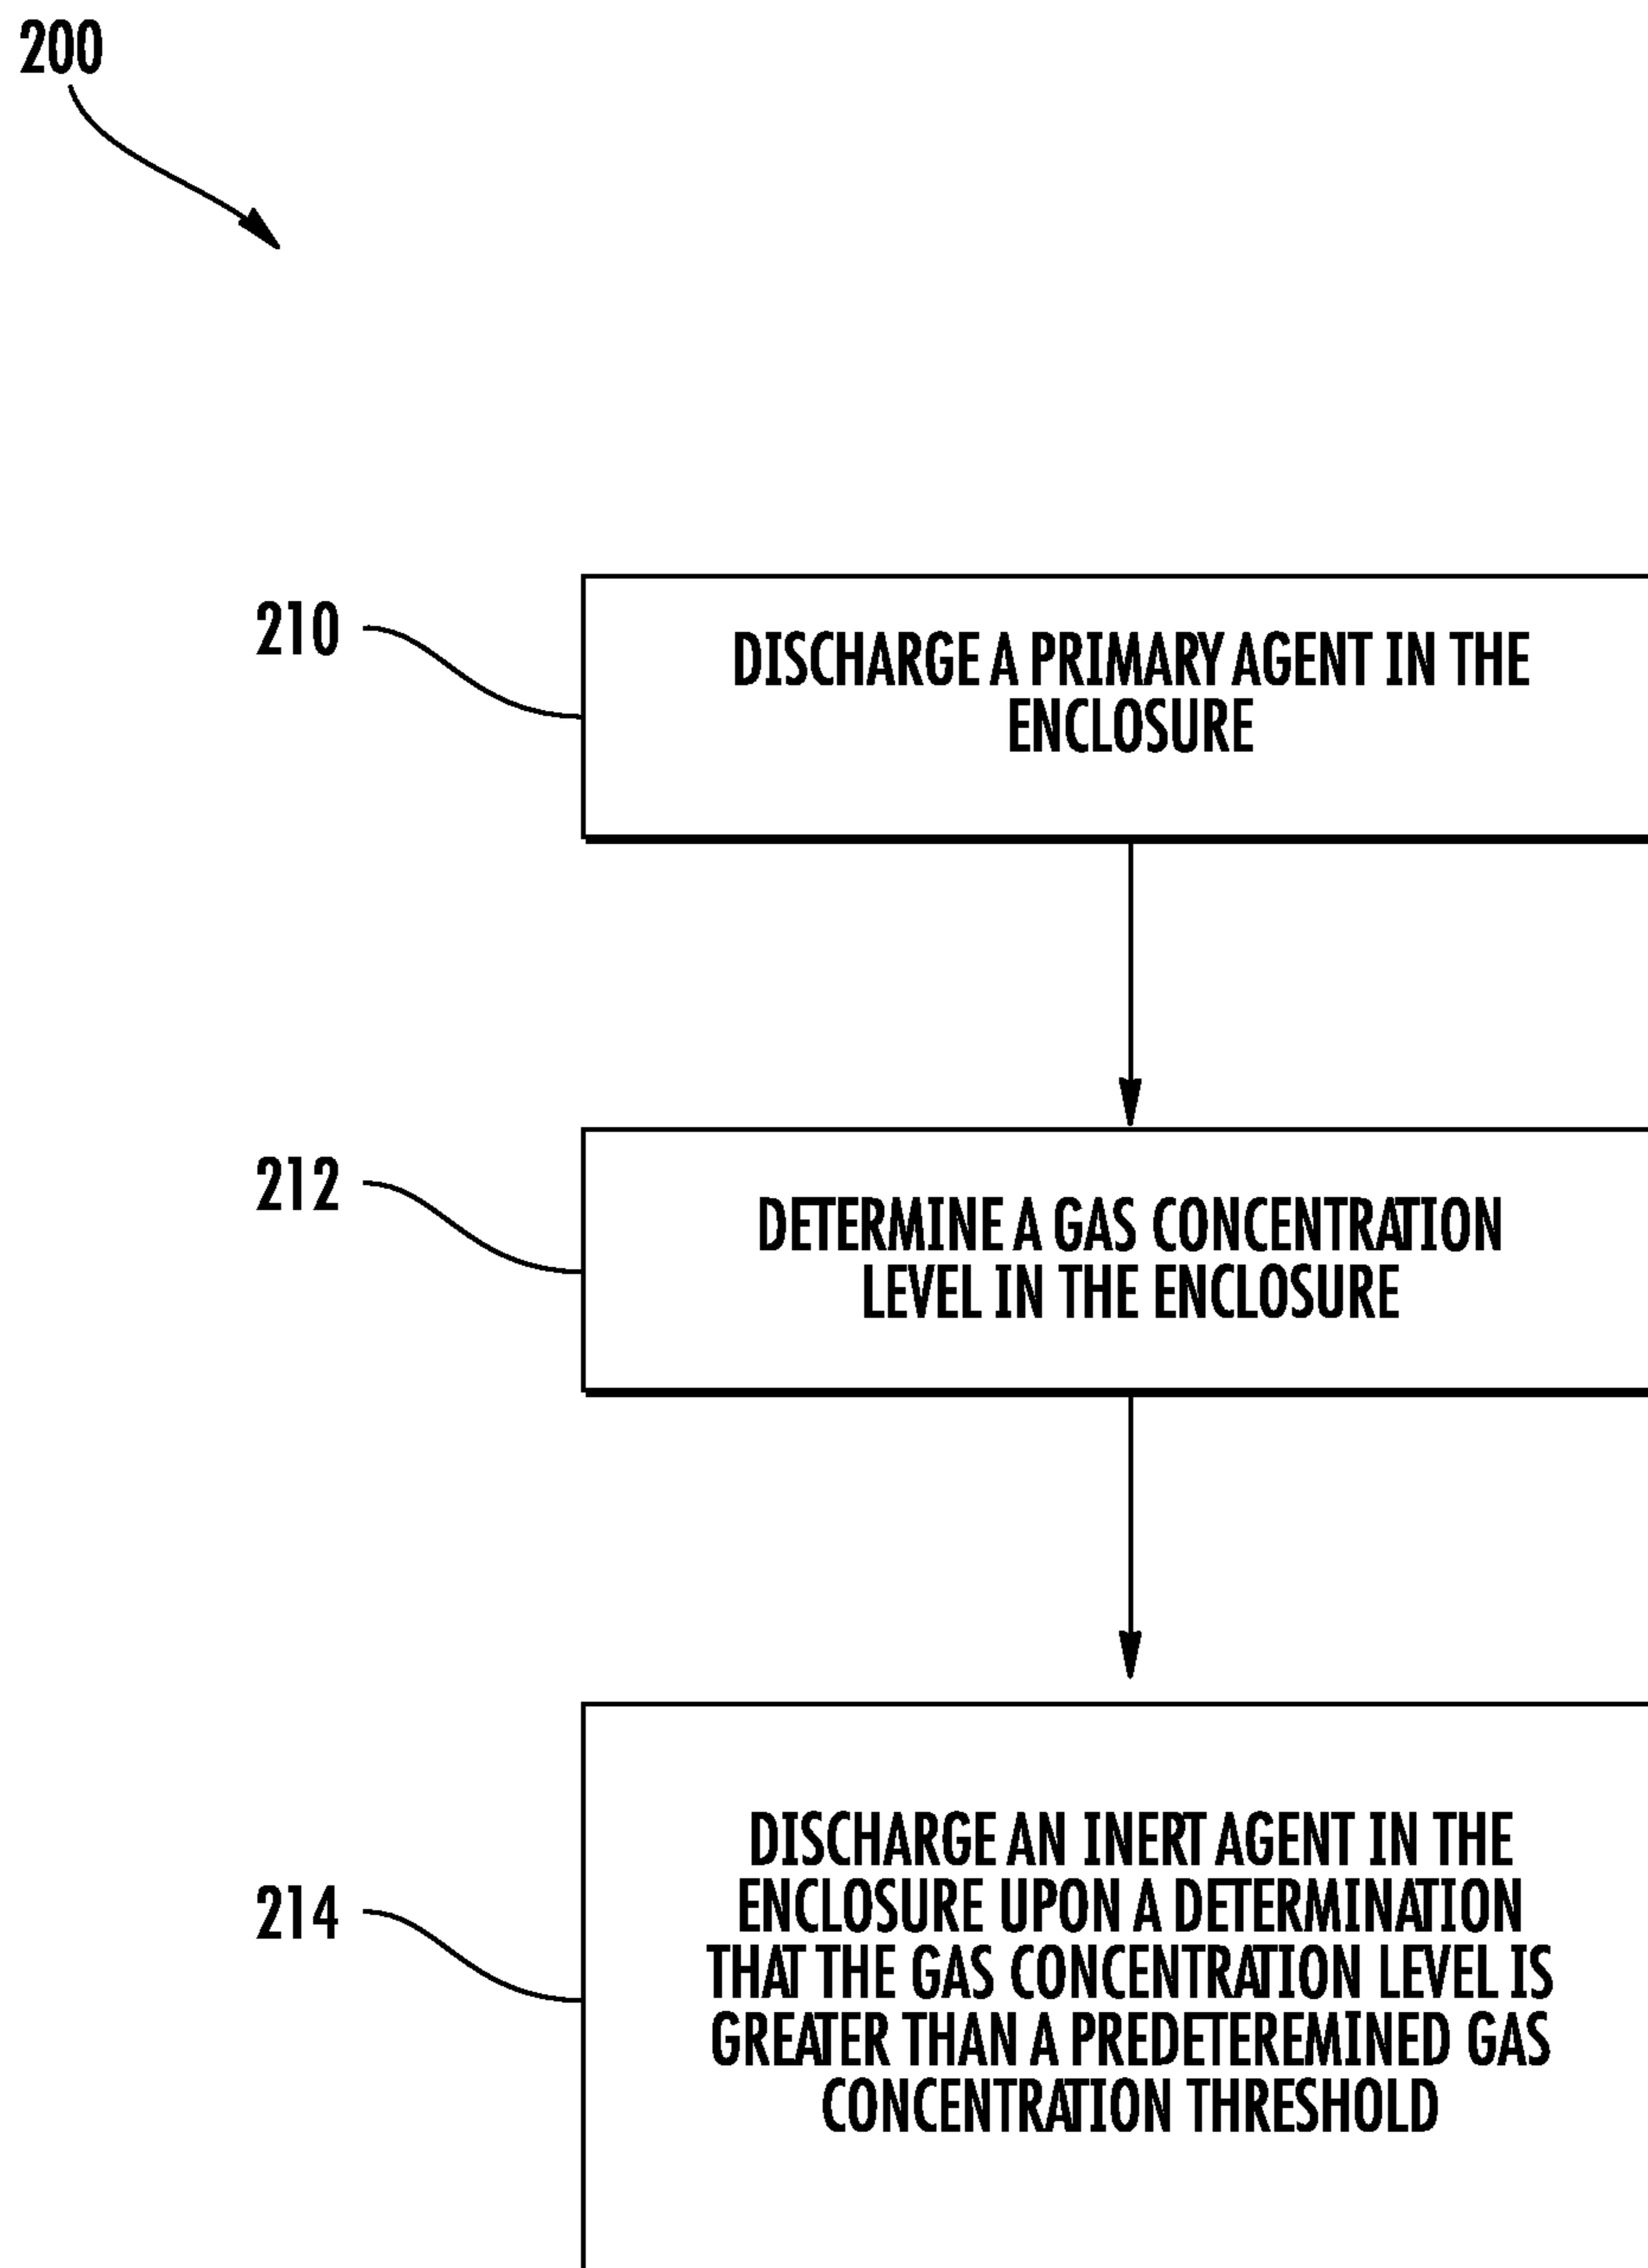 200
210
DISCHARGE A PRIMARY AGENT IN THE
ENCLOSURE
212
DETERMINE A GAS CONCENTRATION
LEVEL IN THE ENCLOSURE
214
DISCHARGE AN INERT AGENT IN THE
ENCLOSURE UPON A DETERMINATION
THAT THE GAS CONCENTRATION LEVEL IS
GREATER THAN A PREDETEREMINED GAS
CONCENTRATION THRESHOLD